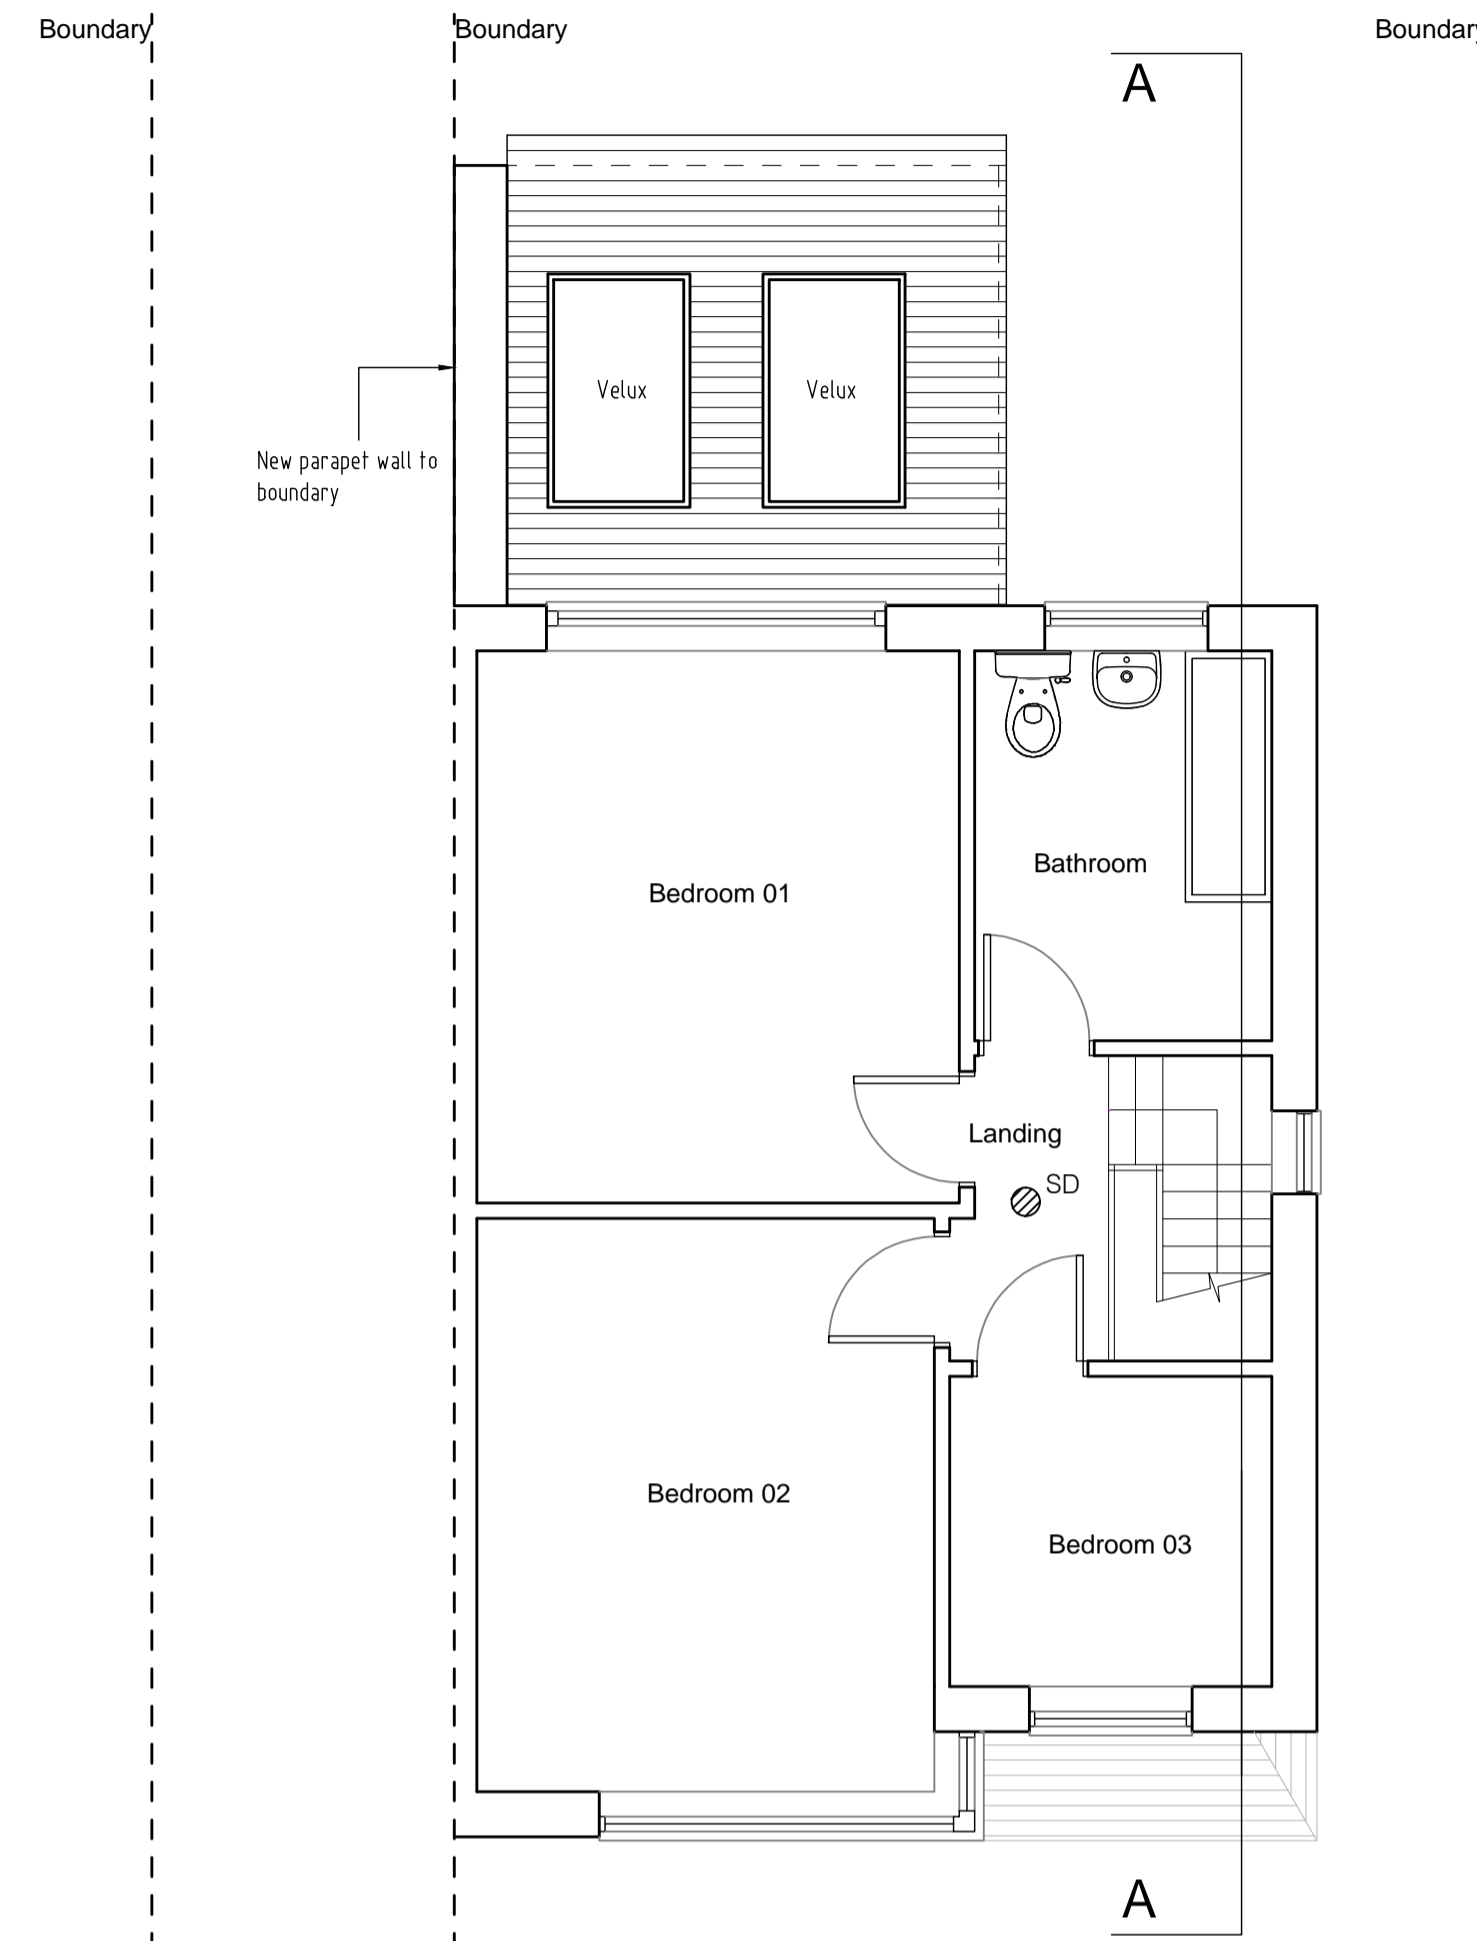 Boundary
Boundary
Boundary
A
Velux
Velux
New parapet wall to
boundary
Bathroom
Bedroom 01
Landing
SD
Bedroom 02
Bedroom 03
A